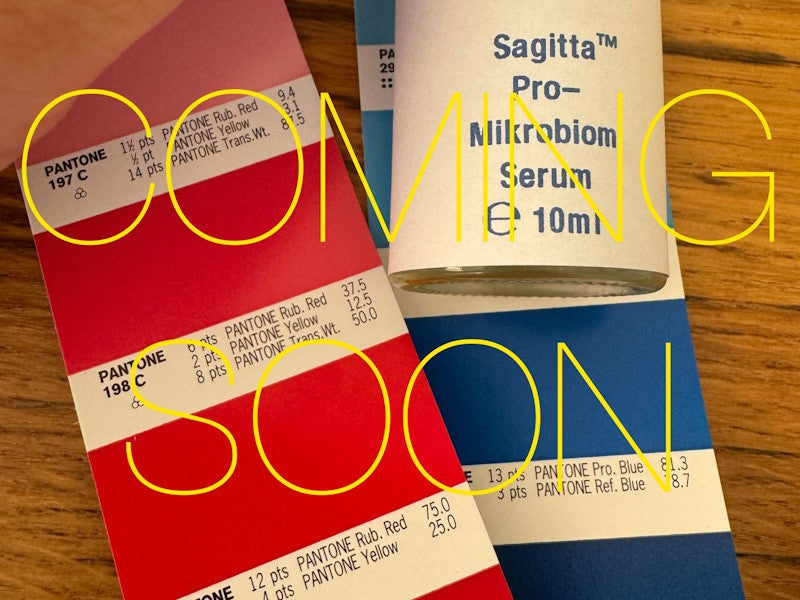 COMING
SOON
PANTONE
197 C
1½ pts PANTONE Rub. Red 9.4
½ pt PANTONE Yellow 3.1
14 pts PANTONE Trans.Wt. 87.5
PANTONE
198 C
6 pts PANTONE Rub. Red 37.5
2 pts PANTONE Yellow 12.5
8 pts PANTONE Trans.Wt. 50.0
12 pts PANTONE Rub. Red 75.0
4 pts PANTONE Yellow 25.0
Sagitta™
Pro-
Mikrobiom
Serum
℮ 10ml
13 pts PANTONE Pro. Blue 81.3
3 pts PANTONE Ref. Blue 18.7